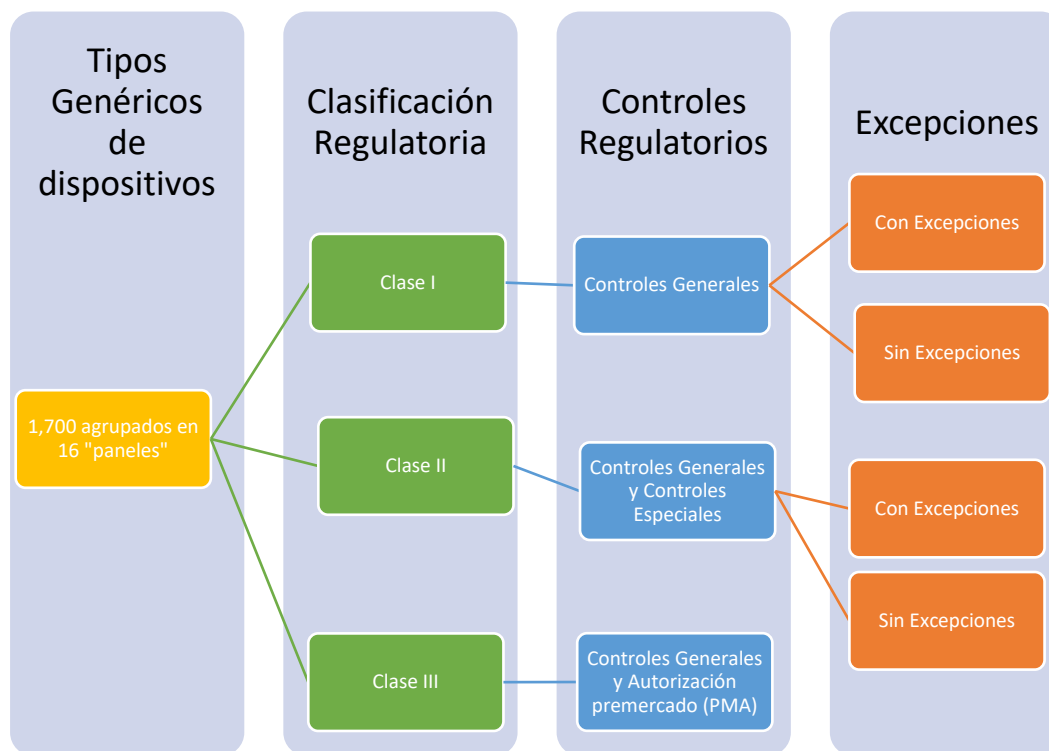 Tipos
Genéricos
de
dispositivos
1,700 agrupados en
16 "paneles"
Clasificación
Regulatoria
Clase I
Clase II
Clase III
Controles
Regulatorios
Controles Generales
Controles Generales
y Controles
Especiales
Controles Generales
y Autorización
premercado (PMA)
Excepciones
Con Excepciones
Sin Excepciones
Con Excepciones
Sin Excepciones